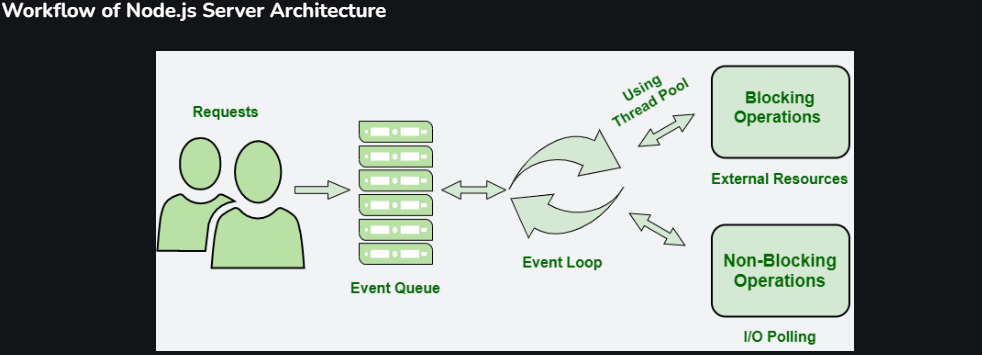 Workflow of Node.js Server Architecture
Requests
Event Queue
Event Loop
Using
Thread Pool
Blocking
Operations
External Resources
Non-Blocking
Operations
I/O Polling